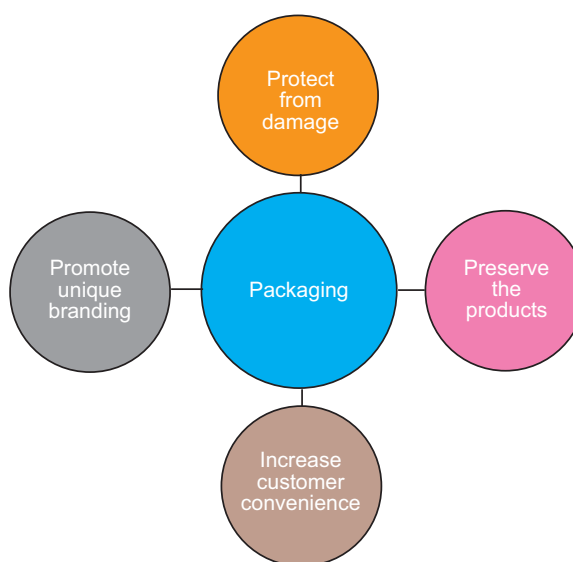 Protect
from
damage
Promote
unique
branding
Packaging
Preserve
the
products
Increase
customer
convenience